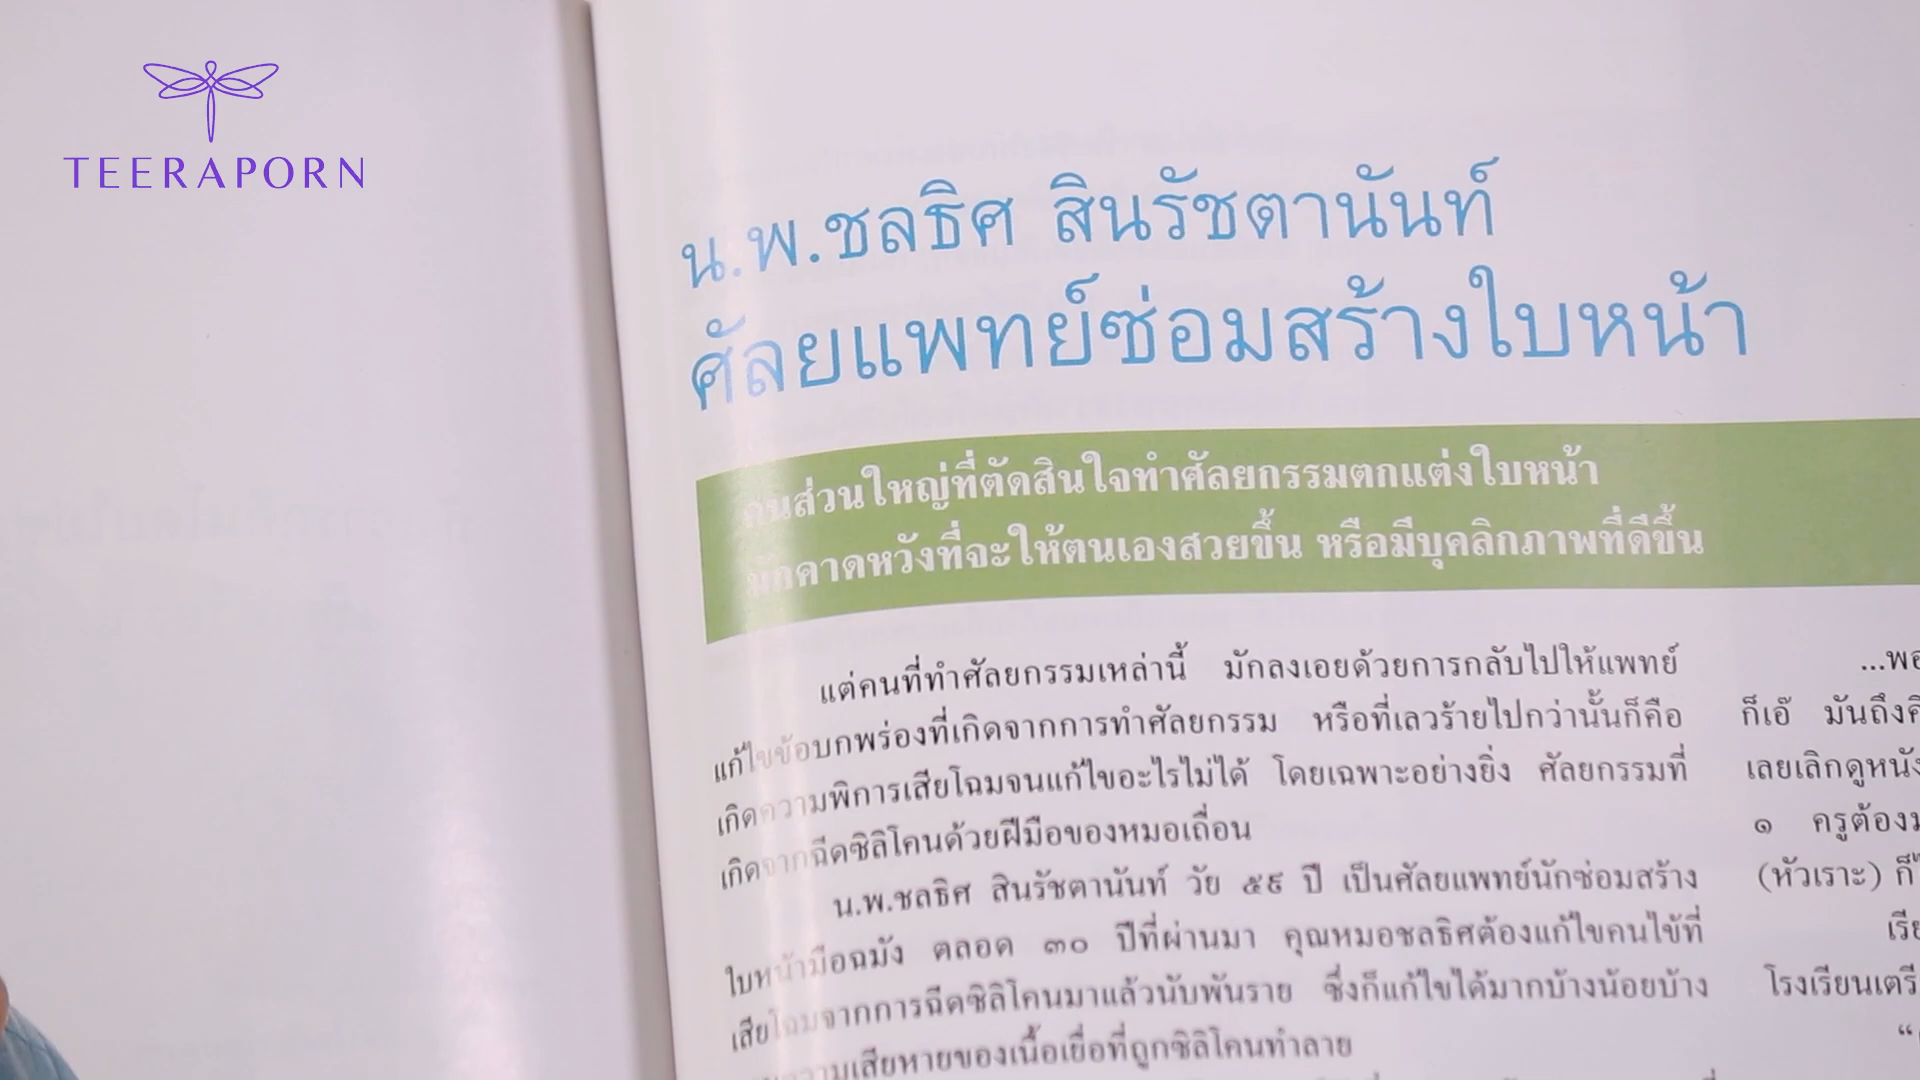 TEERAPORN
น.พ.ชลธิศ สินรัชตานันท์
ศัลยแพทย์ซ่อมสร้างใบหน้า
คนส่วนใหญ่ที่ตัดสินใจทำศัลยกรรมตกแต่งใบหน้า
มักคาดหวังที่จะให้ตนเองสวยขึ้น หรือมีบุคลิกภาพที่ดีขึ้น
แต่คนที่ทำศัลยกรรมเหล่านี้ มักลงเอยด้วยการกลับไปให้แพทย์
แก้ไขข้อบกพร่องที่เกิดจากการทำศัลยกรรม หรือที่เลวร้ายไปกว่านั้นก็คือ
เกิดความพิการเสียโฉมจนแก้ไขอะไรไม่ได้ โดยเฉพาะอย่างยิ่ง ศัลยกรรมที่
เกิดจากฉีดซิลิโคนด้วยฝีมือของหมอเถื่อน
น.พ.ชลธิศ สินรัชตานันท์ วัย ๕๕ ปี เป็นศัลยแพทย์นักซ่อมสร้าง
ใบหน้ามือฉมัง ตลอด ๓๐ ปีที่ผ่านมา คุณหมอชลธิศต้องแก้ไขคนไข้ที่
เสียโฉมจากการฉีดซิลิโคนมาแล้วนับพันราย ซึ่งก็แก้ไขได้มากบ้างน้อยบ้าง
ความเสียหายของเนื้อเยื่อที่ถูกซิลิโคนทำลาย
...พอ
ก็เอ๊ มันถึง
เลยเลิกดูหนัง
๑ ครูต้อง
(หัวเราะ) ก็
เรีย
โรงเรียนเตรี